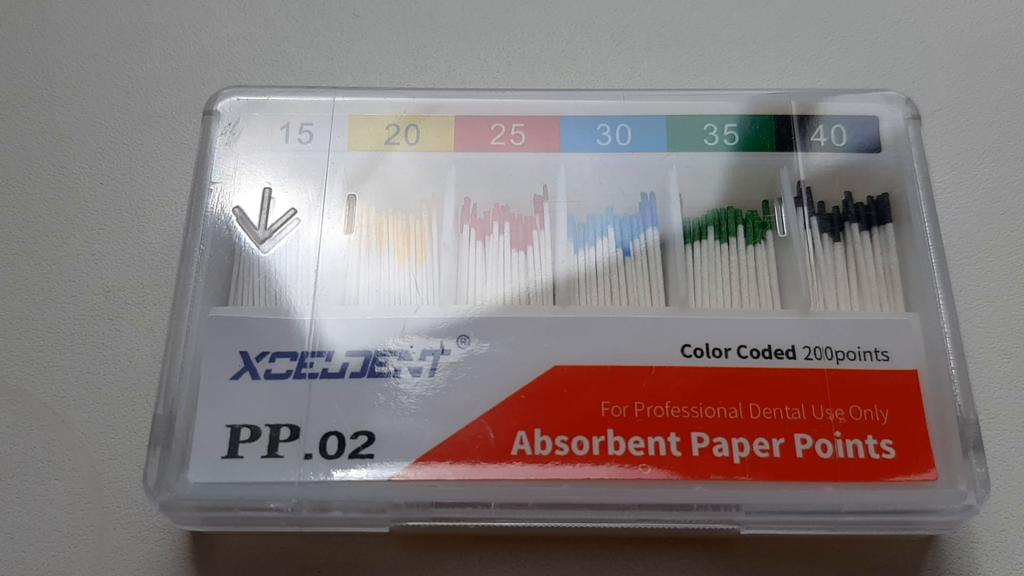 15 20 25 30 35 40
XCELDENT®
Color Coded 200points
PP.02
For Professional Dental Use Only
Absorbent Paper Points